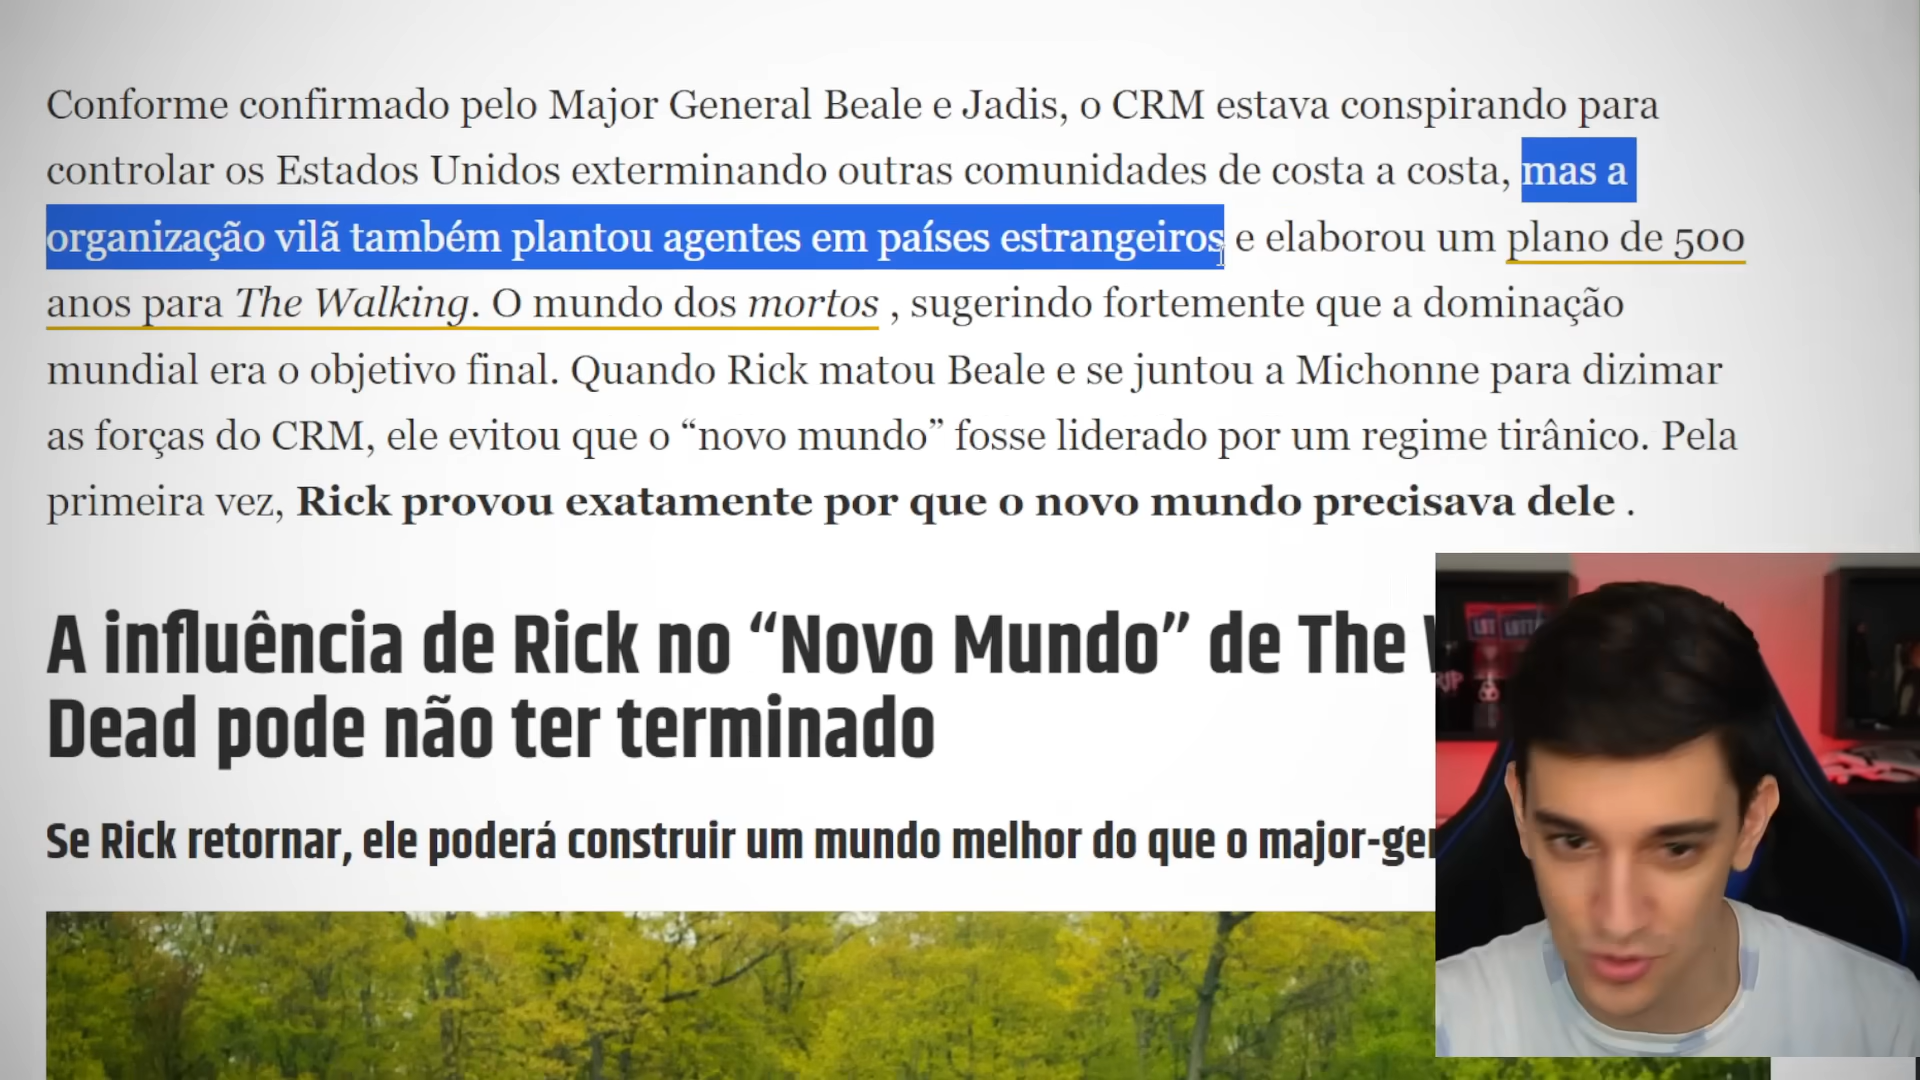 Conforme confirmado pelo Major General Beale e Jadis, o CRM estava conspirando para
controlar os Estados Unidos exterminando outras comunidades de costa a costa, mas a
organização vilã também plantou agentes em países estrangeiros e elaborou um plano de 500
anos para The Walking. O mundo dos mortos , sugerindo fortemente que a dominação
mundial era o objetivo final. Quando Rick matou Beale e se juntou a Michonne para dizimar
as forças do CRM, ele evitou que o “novo mundo” fosse liderado por um regime tirânico. Pela
primeira vez, Rick provou exatamente por que o novo mundo precisava dele .
A influência de Rick no “Novo Mundo” de The
Dead pode não ter terminado
Se Rick retornar, ele poderá construir um mundo melhor do que o